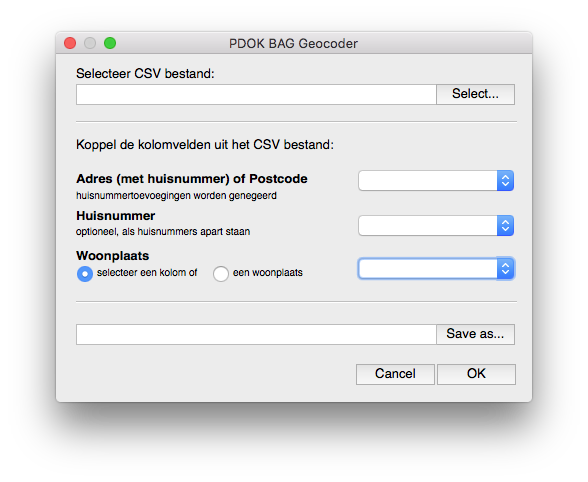 PDOK BAG Geocoder
Selecteer CSV bestand:
Select...
Koppel de kolomvelden uit het CSV bestand:
Adres (met huisnummer) of Postcode
huisnummertoevoegingen worden genegeerd
Huisnummer
optioneel, als huisnummers apart staan
Woonplaats
selecteer een kolom of een woonplaats
Save as...
Cancel OK